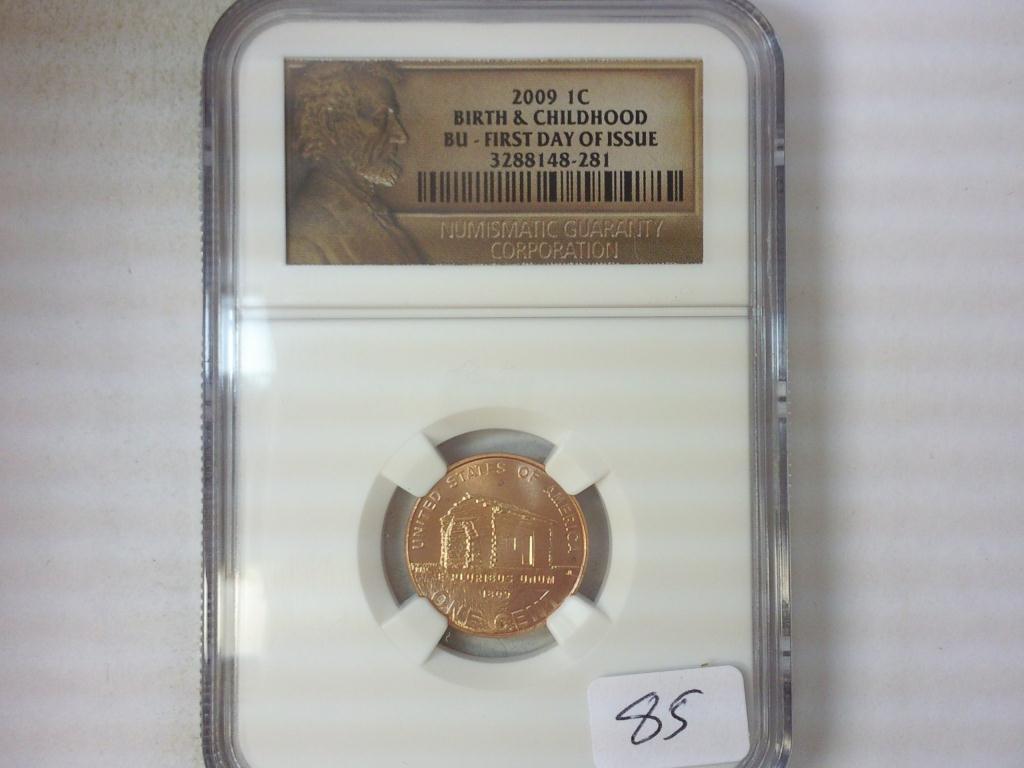 2009 1C
BIRTH & CHILDHOOD
BU - FIRST DAY OF ISSUE
3288148-281
NUMISMATIC GUARANTY
CORPORATION
UNITED STATES OF AMERICA
E PLURIBUS UNUM
1809
ONE CENT
85